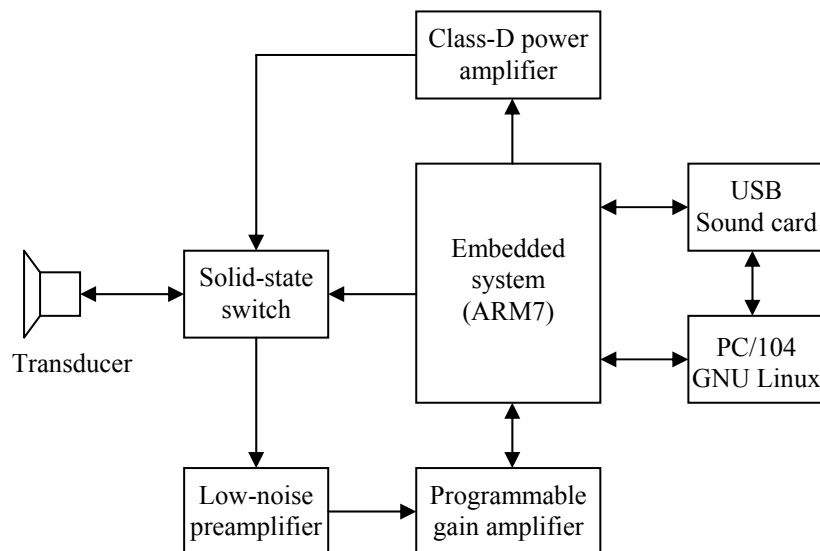 Class-D power
amplifier
USB
Sound card
Embedded
system
(ARM7)
Solid-state
switch
Transducer
PC/104
GNU Linux
Low-noise
preamplifier
Programmable
gain amplifier